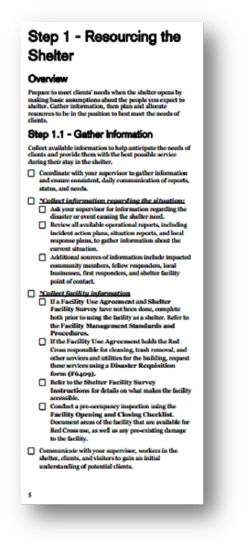 Step 1 - Resourcing the
Shelter
Overview
Prepare to meet clients' needs when the shelter opens by
making basic assumptions about the people you expect to
shelter. Gather information, then plan and allocate
resources to be in the position to best meet the needs of
clients.
Step 1.1 - Gather Information
Collect available information to help anticipate the needs of
clients and provide them with the best possible service
during their stay in the shelter.
☐ Coordinate with your supervisor to gather information
and ensure consistent, daily communication of reports,
status, and needs.
☐ *Collect information regarding the situation:
☐ Ask your supervisor for information regarding the
disaster or event causing the shelter need.
☐ Review all available operational reports, including
incident action plans, situation reports, and local
response plans, to gather information about the
current situation.
☐ Additional sources of information include impacted
community members, fellow responders, local
businesses, first responders, and shelter facility
point of contact.
☐ *Collect facility information
☐ If a Facility Use Agreement and Shelter
Facility Survey have not been done, complete
both prior to using the facility as a shelter. Refer to
the Facility Management Standards and
Procedures.
☐ If the Facility Use Agreement holds the Red
Cross responsible for cleaning, trash removal, and
other services and utilities for the building, request
these services using a Disaster Requisition
form (F6409).
☐ Refer to the Shelter Facility Survey
Instructions for details on what makes the facility
accessible.
☐ Conduct a pre-occupancy inspection using the
Facility Opening and Closing Checklist.
Document areas of the facility that are available for
Red Cross use, as well as any pre-existing damage
to the facility.
☐ Communicate with your supervisor, workers in the
shelter, clients, and visitors to gain an initial
understanding of potential clients.
5